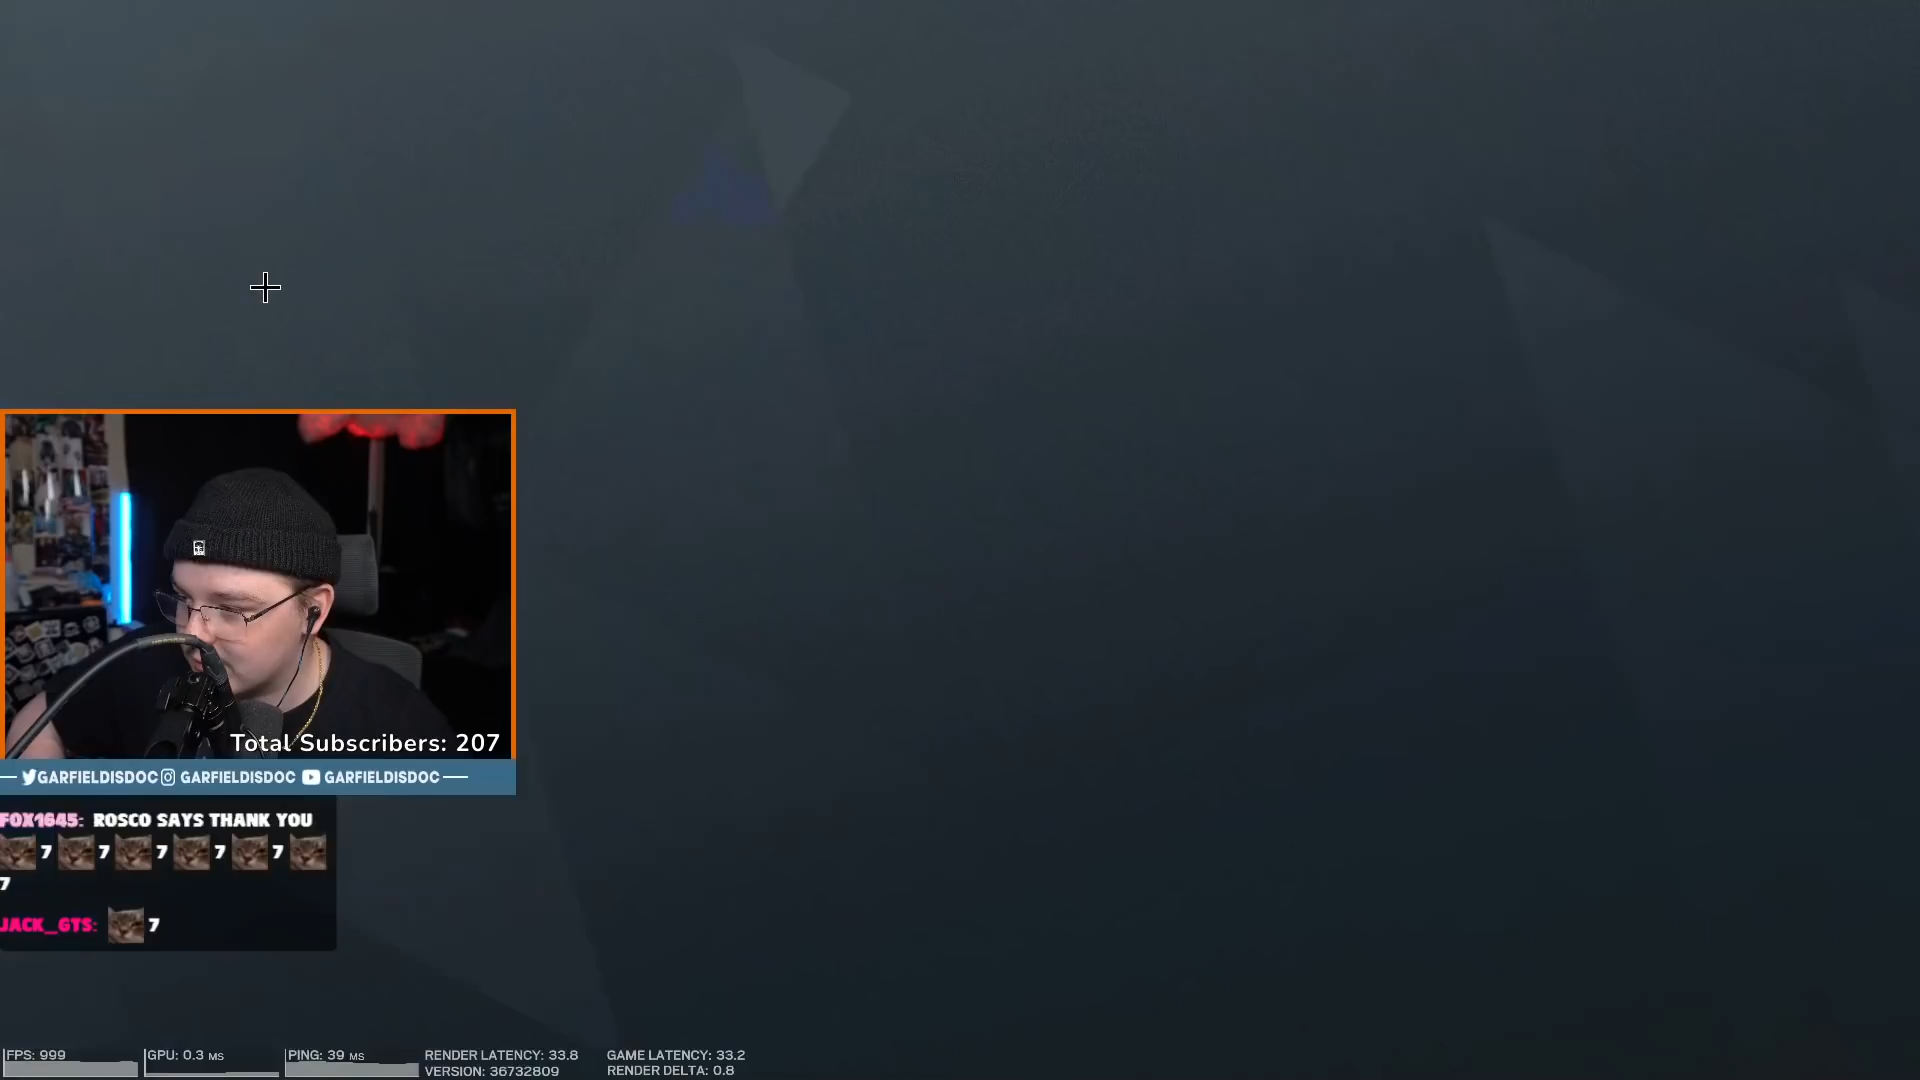 Total Subscribers: 207
GARFIELDISDOC GARFIELDISDOC GARFIELDISDOC
FOX1645: ROSCO SAYS THANK YOU
7 7 7 7 7
7
JACK_GTS: 7
FPS: 999 GPU: 0.3 MS PING: 39 MS RENDER LATENCY: 33.8 GAME LATENCY: 33.2
VERSION: 36732809 RENDER DELTA: 0.8